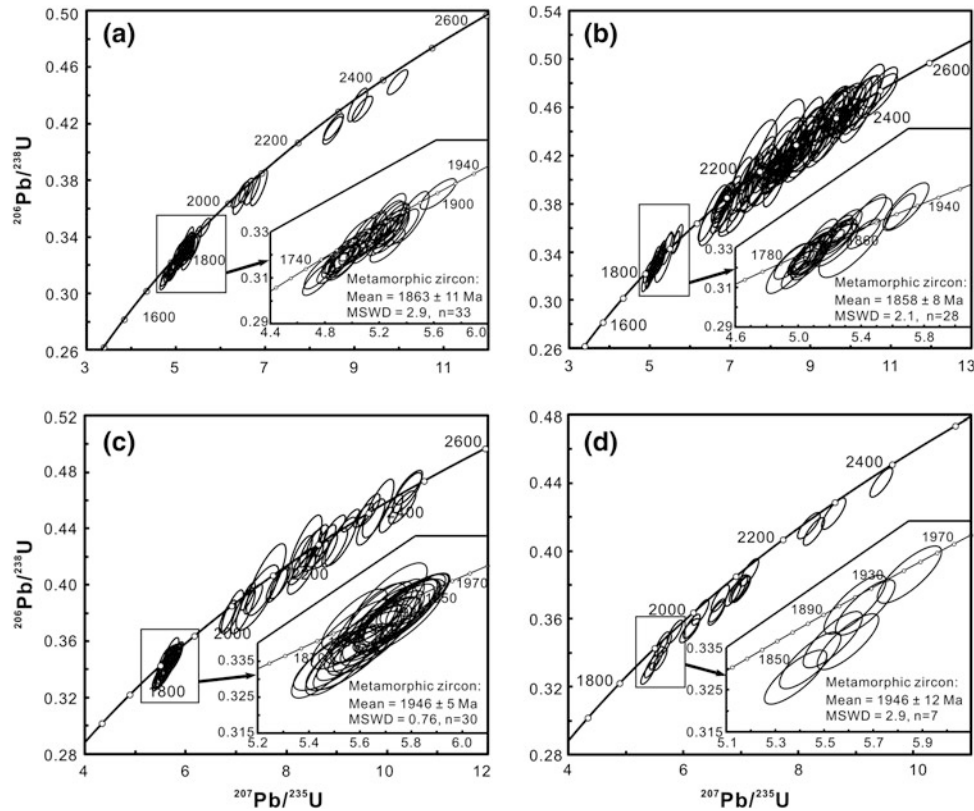 (a)
0.50
0.46
0.42
0.38
0.34
0.30
0.26
²⁰⁶Pb/²³⁸U
2600
2400
2200
2000
1800
1600
1940
1900
1740
0.33
0.31
0.29
Metamorphic zircon:
Mean = 1863 ± 11 Ma
MSWD = 2.9, n=33
4.4 4.8 5.2 5.6 6.0
3 5 7 9 11
(b)
0.54
0.50
0.46
0.42
0.38
0.34
0.30
0.26
2600
2400
2200
1800
1600
1940
1860
1780
0.33
0.31
0.29
Metamorphic zircon:
Mean = 1858 ± 8 Ma
MSWD = 2.1, n=28
4.6 5.0 5.4 5.8
3 5 7 9 11 13
(c)
0.52
0.48
0.44
0.40
0.36
0.32
0.28
²⁰⁶Pb/²³⁸U
2600
2400
2200
2000
1800
1970
0.335
0.325
0.315
Metamorphic zircon:
Mean = 1946 ± 5 Ma
MSWD = 0.76, n=30
5.2 5.4 5.6 5.8 6.0
4 6 8 10 12
²⁰⁷Pb/²³⁵U
(d)
0.48
0.44
0.40
0.36
0.32
0.28
2400
2200
2000
1800
1970
1930
1890
1850
0.335
0.325
0.315
Metamorphic zircon:
Mean = 1946 ± 12 Ma
MSWD = 2.9, n=7
5.1 5.3 5.5 5.7 5.9
4 6 8 10
²⁰⁷Pb/²³⁵U